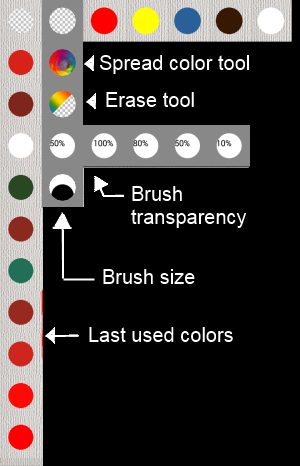 Spread color tool
Erase tool
50% 100% 80% 50% 10%
Brush
transparency
Brush size
Last used colors